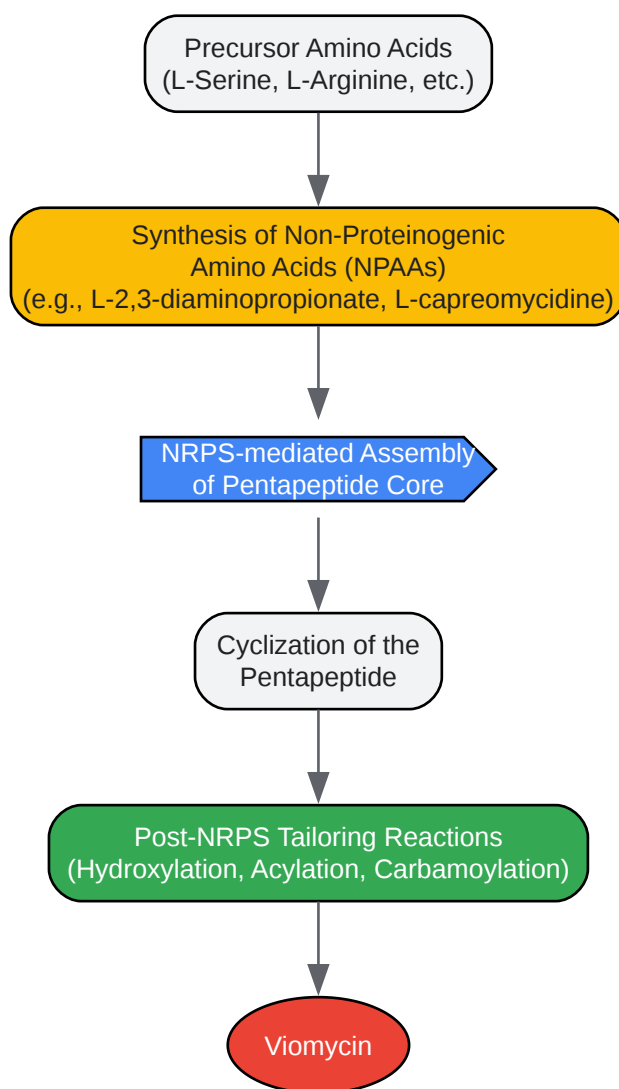 Precursor Amino Acids
(L-Serine, L-Arginine, etc.)
Synthesis of Non-Proteinogenic
Amino Acids (NPAAs)
(e.g., L-2,3-diaminopropionate, L-capreomycidine)
NRPS-mediated Assembly
of Pentapeptide Core
Cyclization of the
Pentapeptide
Post-NRPS Tailoring Reactions
(Hydroxylation, Acylation, Carbamoylation)
Viomycin